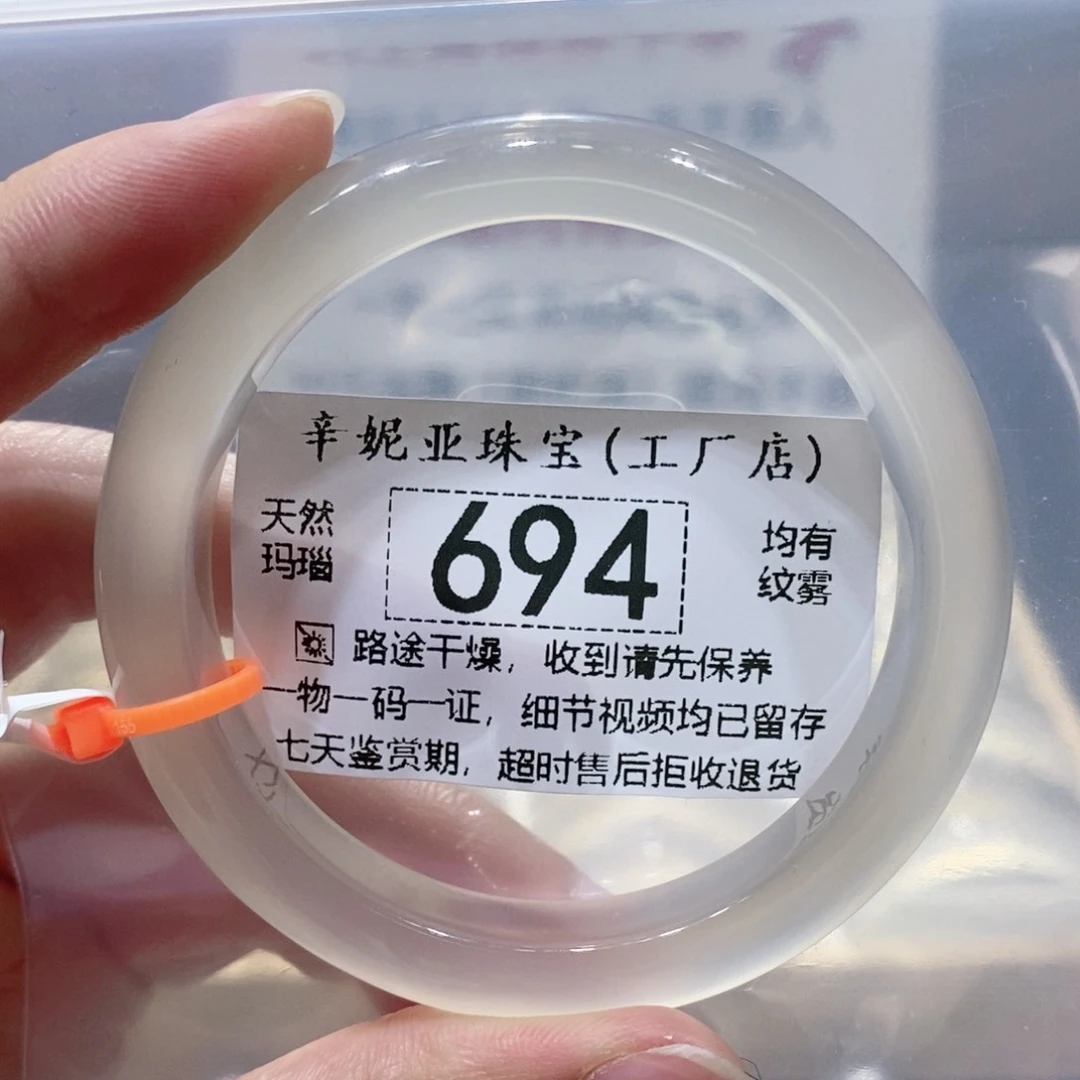 辛妮亚珠宝(工厂店)
天然
玛瑙
694
均有
纹雾
路途干燥，收到请先保养
一物一码一证，细节视频均已留存
七天鉴赏期，超时售后拒收退货